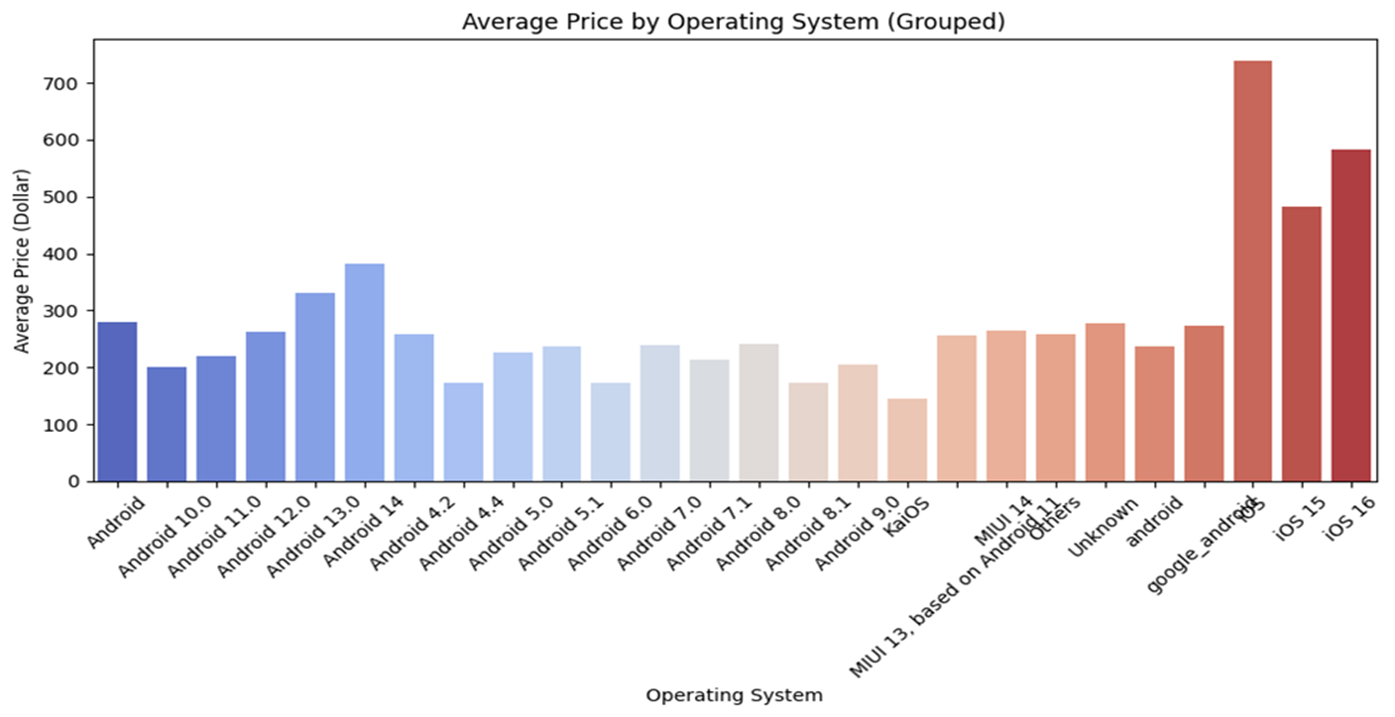 Average Price by Operating System (Grouped)
Average Price (Dollar)
700
600
500
400
300
200
100
0
Android
Android 10.0
Android 11.0
Android 12.0
Android 13.0
Android 14
Android 4.2
Android 4.4
Android 5.0
Android 5.1
Android 6.0
Android 7.0
Android 7.1
Android 8.0
Android 8.1
Android 9.0
KaiOS
MIUI 13, based on Android 11
MIUI 14
Others
Unknown
android
google_android
iOS
iOS 15
iOS 16
Operating System